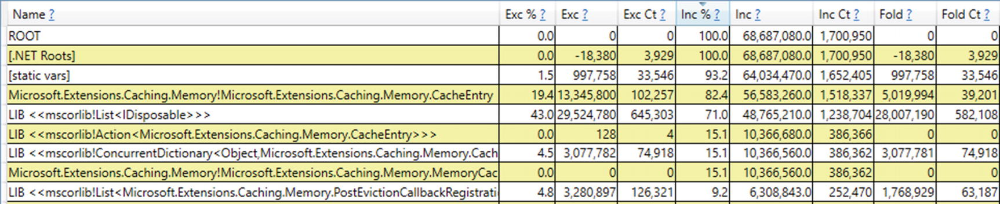 Name ? Exc % ? Exc ? Exc Ct ? Inc % ? Inc ? Inc Ct ? Fold ? Fold Ct ?
ROOT 0.0 0 0 100.0 68,687,080.0 1,700,950 0 0
[.NET Roots] 0.0 -18,380 3,929 100.0 68,687,080.0 1,700,950 -18,380 3,929
[static vars] 1.5 997,758 33,546 93.2 64,034,470.0 1,652,405 997,758 33,546
Microsoft.Extensions.Caching.Memory!Microsoft.Extensions.Caching.Memory.CacheEntry 19.4 13,345,800 102,257 82.4 56,583,260.0 1,518,337 5,019,994 39,201
LIB <<mscorlib!List<IDisposable>>> 43.0 29,524,780 645,303 71.0 48,765,210.0 1,238,704 28,007,190 582,108
LIB <<mscorlib!Action<Microsoft.Extensions.Caching.Memory.CacheEntry>>> 0.0 128 4 15.1 10,366,680.0 386,366 0 0
LIB <<mscorlib!ConcurrentDictionary<Object,Microsoft.Extensions.Caching.Memory.Cach 4.5 3,077,782 74,918 15.1 10,366,560.0 386,362 3,077,781 74,918
Microsoft.Extensions.Caching.Memory!Microsoft.Extensions.Caching.Memory.MemoryCac 0.0 0 0 15.1 10,366,560.0 386,362 0 0
LIB <<mscorlib!List<Microsoft.Extensions.Caching.Memory.PostEvictionCallbackRegistrati 4.8 3,280,897 126,321 9.2 6,308,843.0 252,470 1,768,929 63,187